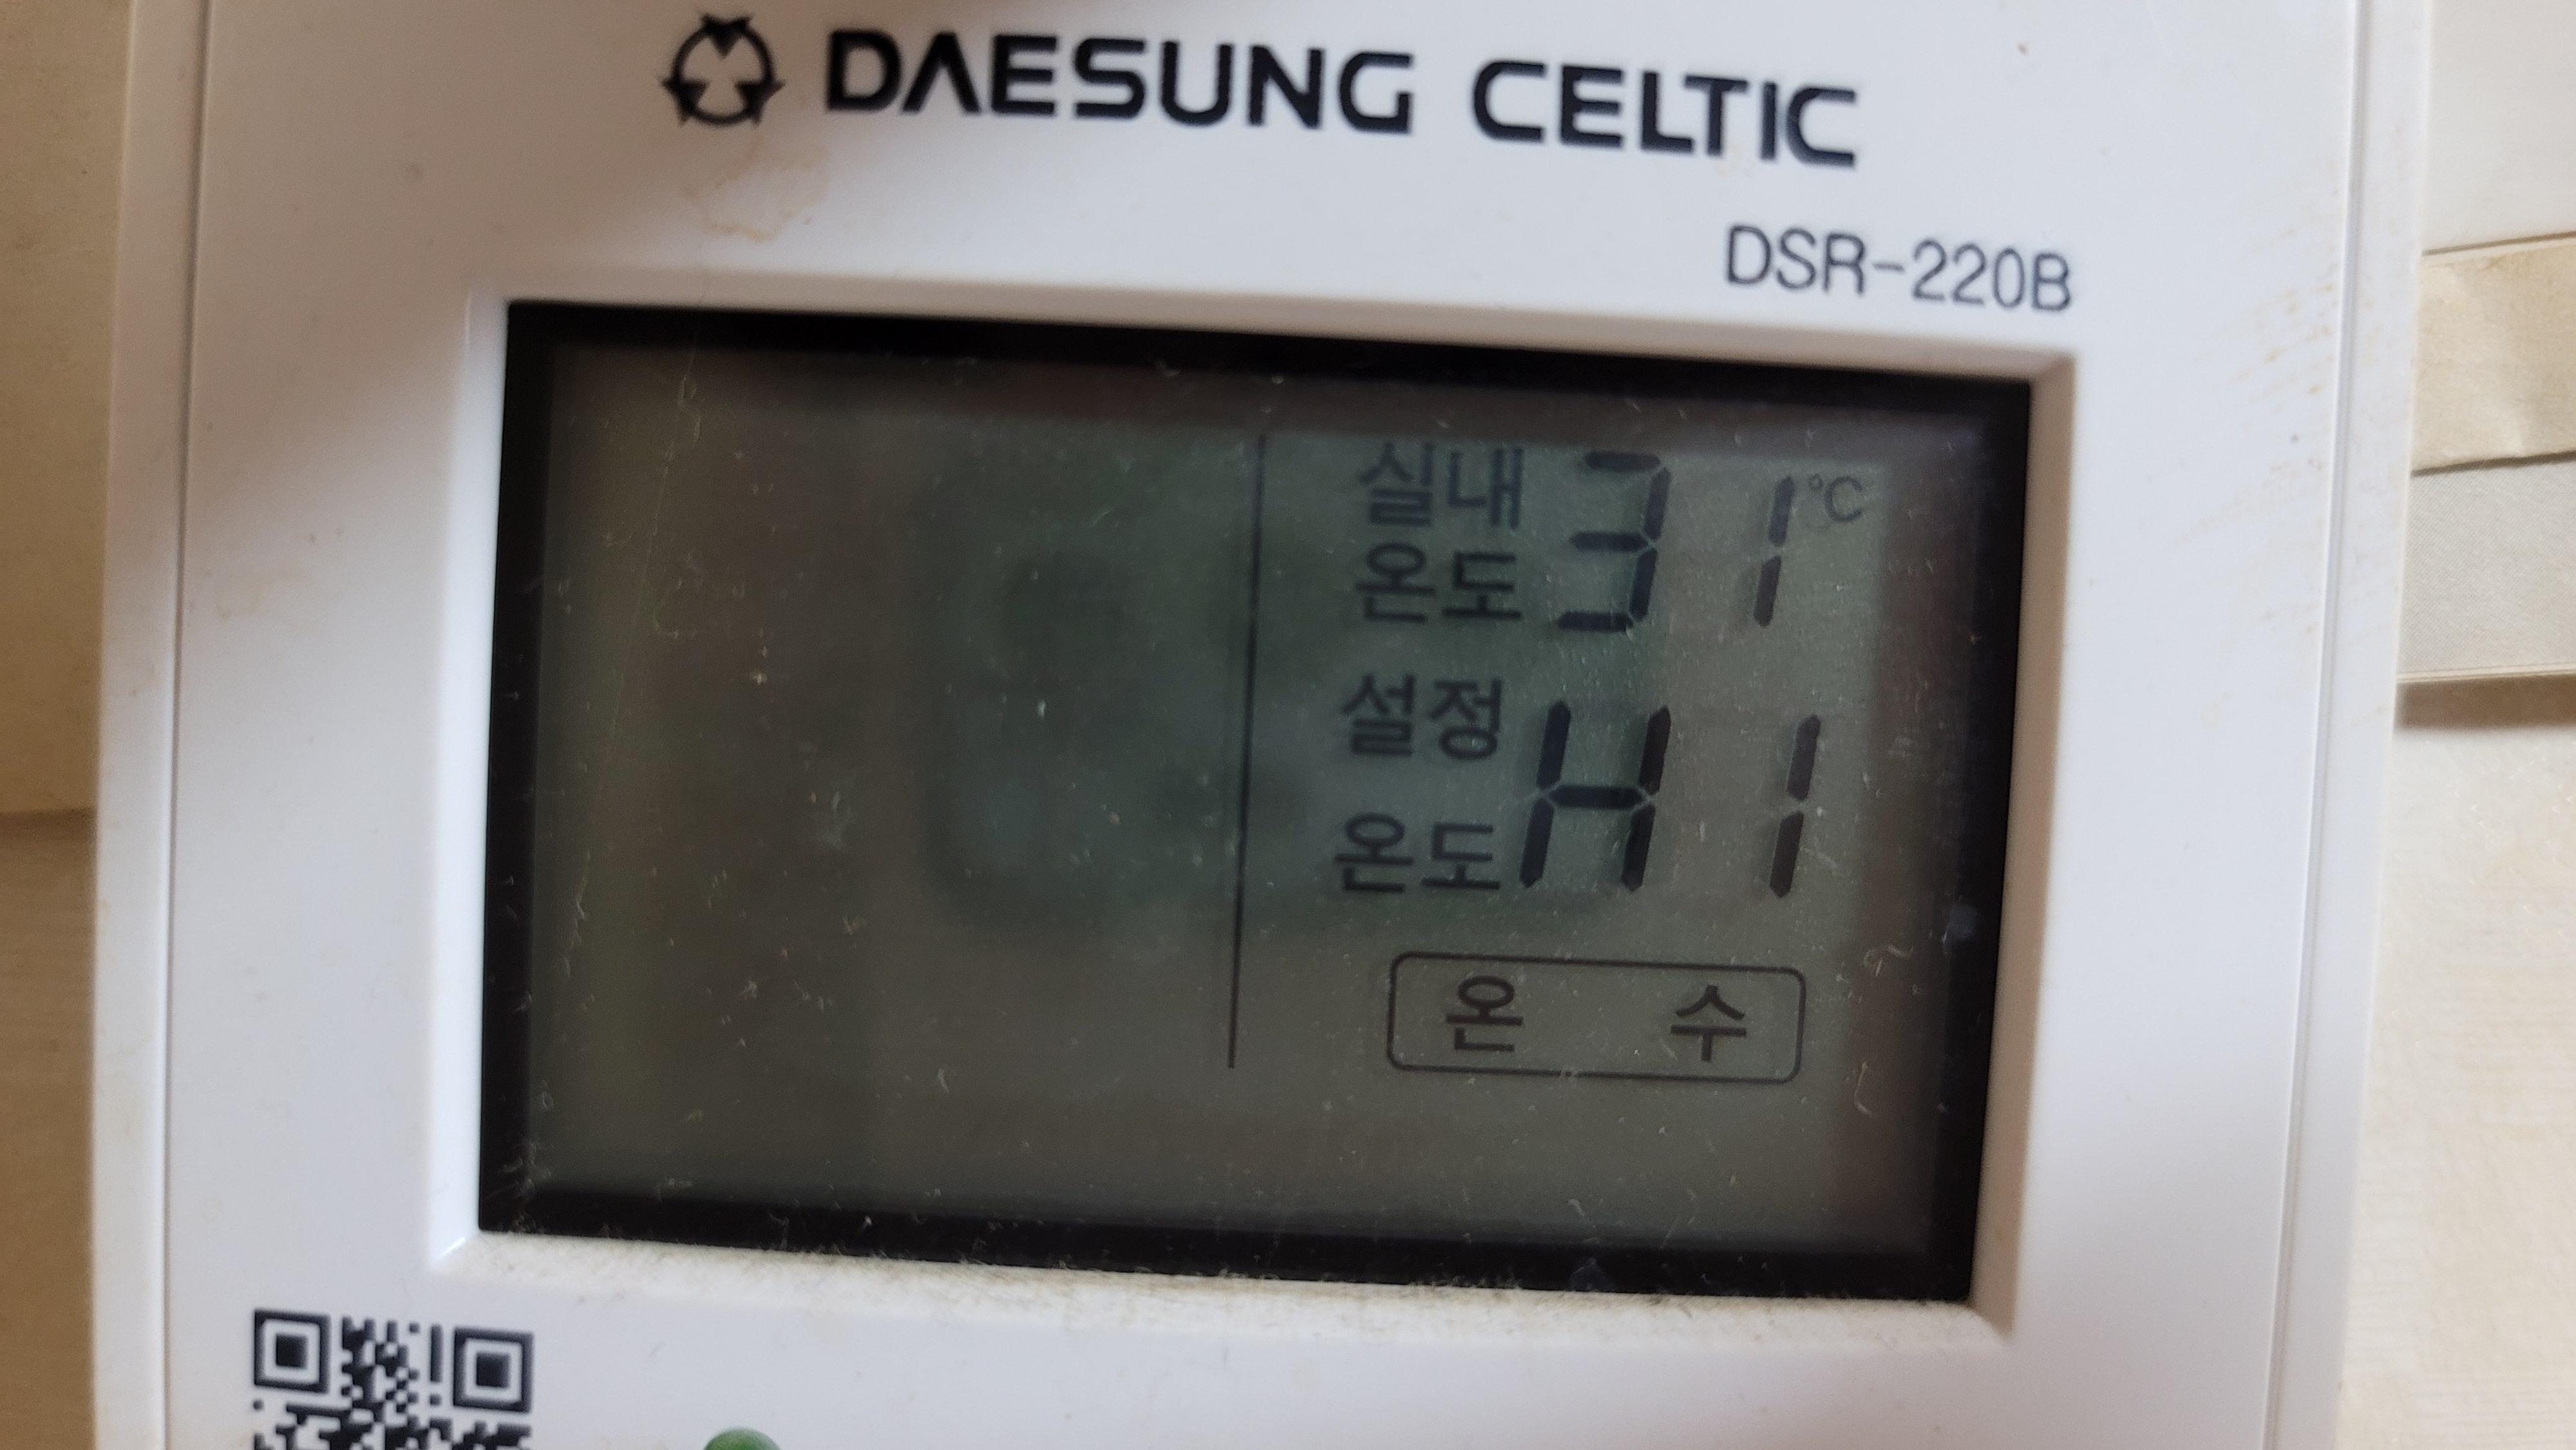 DAESUNG CELTIC
DSR-220B
실내
온도 31 °C
설정
온도 HI
온 수